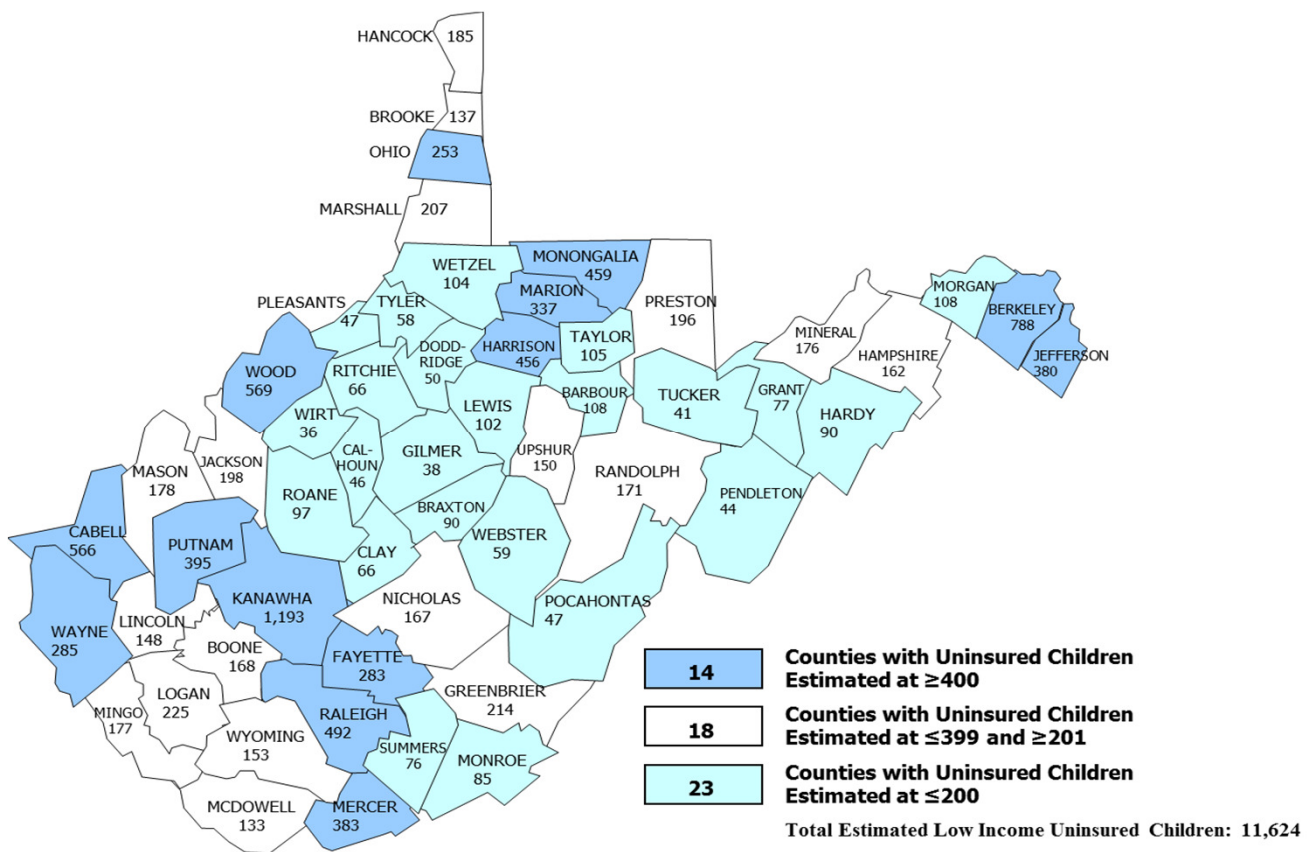 HANCOCK 185
BROOKE 137
OHIO 253
MARSHALL 207
WETZEL
104
MONONGALIA
459
MARION
337
PRESTON
196
PLEASANTS
47
TYLER
58
DODD-
RIDGE
50
HARRISON
456
TAYLOR
105
MORGAN
108
BERKELEY
788
JEFFERSON
380
MINERAL
176
HAMPSHIRE
162
WOOD
569
RITCHIE
66
LEWIS
102
BARBOUR
108
TUCKER
41
GRANT
77
HARDY
90
WIRT
36
CAL-
HOUN
46
GILMER
38
UPSHUR
150
RANDOLPH
171
PENDLETON
44
MASON
178
JACKSON
198
ROANE
97
BRAXTON
90
WEBSTER
59
CABELL
566
PUTNAM
395
CLAY
66
KANAWHA
1,193
NICHOLAS
167
POCAHONTAS
47
WAYNE
285
LINCOLN
148
BOONE
168
FAYETTE
283
GREENBRIER
214
MINGO
177
LOGAN
225
RALEIGH
492
WYOMING
153
SUMMERS
76
MONROE
85
MCDOWELL
133
MERCER
383
14 Counties with Uninsured Children
Estimated at ≥400
18 Counties with Uninsured Children
Estimated at ≤399 and ≥201
23 Counties with Uninsured Children
Estimated at ≤200
Total Estimated Low Income Uninsured Children: 11,624